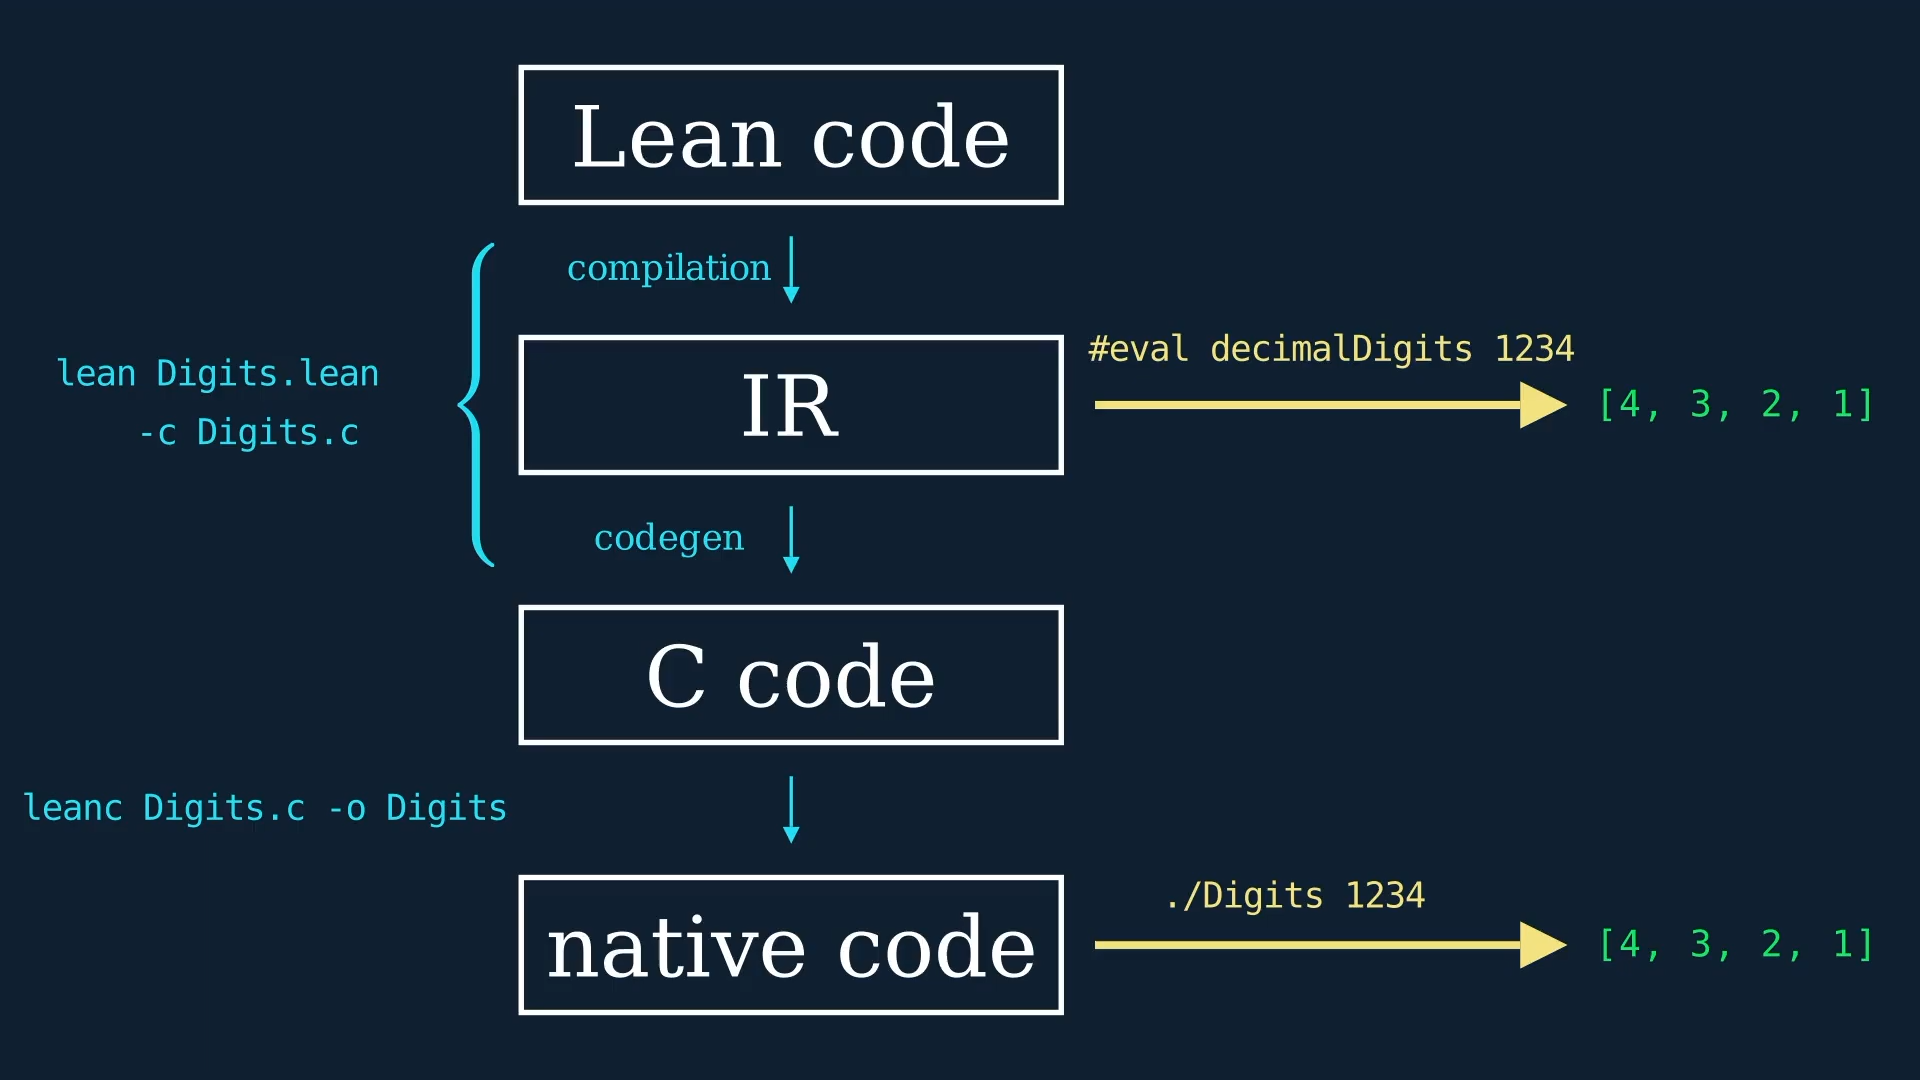 Lean code
compilation
lean Digits.lean
-c Digits.c
IR
#eval decimalDigits 1234
[4, 3, 2, 1]
codegen
C code
leanc Digits.c -o Digits
native code
./Digits 1234
[4, 3, 2, 1]